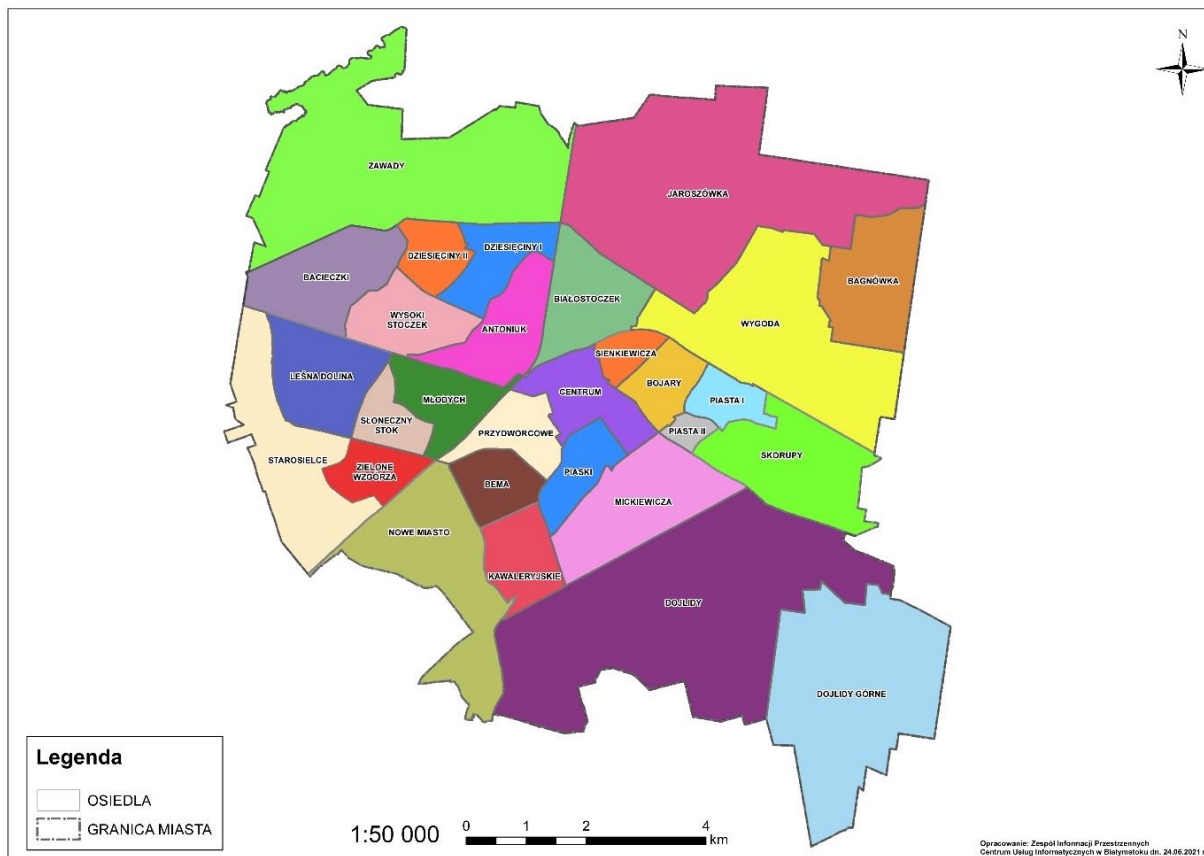 N
ZAWADY
JAROSZÓWKA
DZIESIĘCINY I
DZIESIĘCINY II
BACIECZKI
BAGNÓWKA
BIAŁOSTOCZEK
WYSOKI
STOCZEK
ANTONIUK
WYGODA
SIENKIEWICZA
LEŚNA DOLINA
BOJARY
CENTRUM
MŁODYCH
PIASTA I
SŁONECZNY
STOK
PRZYDWORCOWE
PIASTA II
SKORUPY
STAROSIELCE
ZIELONE
WZGÓRZA
PIASKI
BEMA
MICKIEWICZA
NOWE MIASTO
KAWALERYJSKIE
DOJLIDY
DOJLIDY GÓRNE
Legenda
OSIEDLA
GRANICA MIASTA
1:50 000
0 1 2 4
km
Opracowanie: Zespół Informacji Przestrzennych
Centrum Usług Informatycznych w Białymstoku dn. 24.06.2021 r